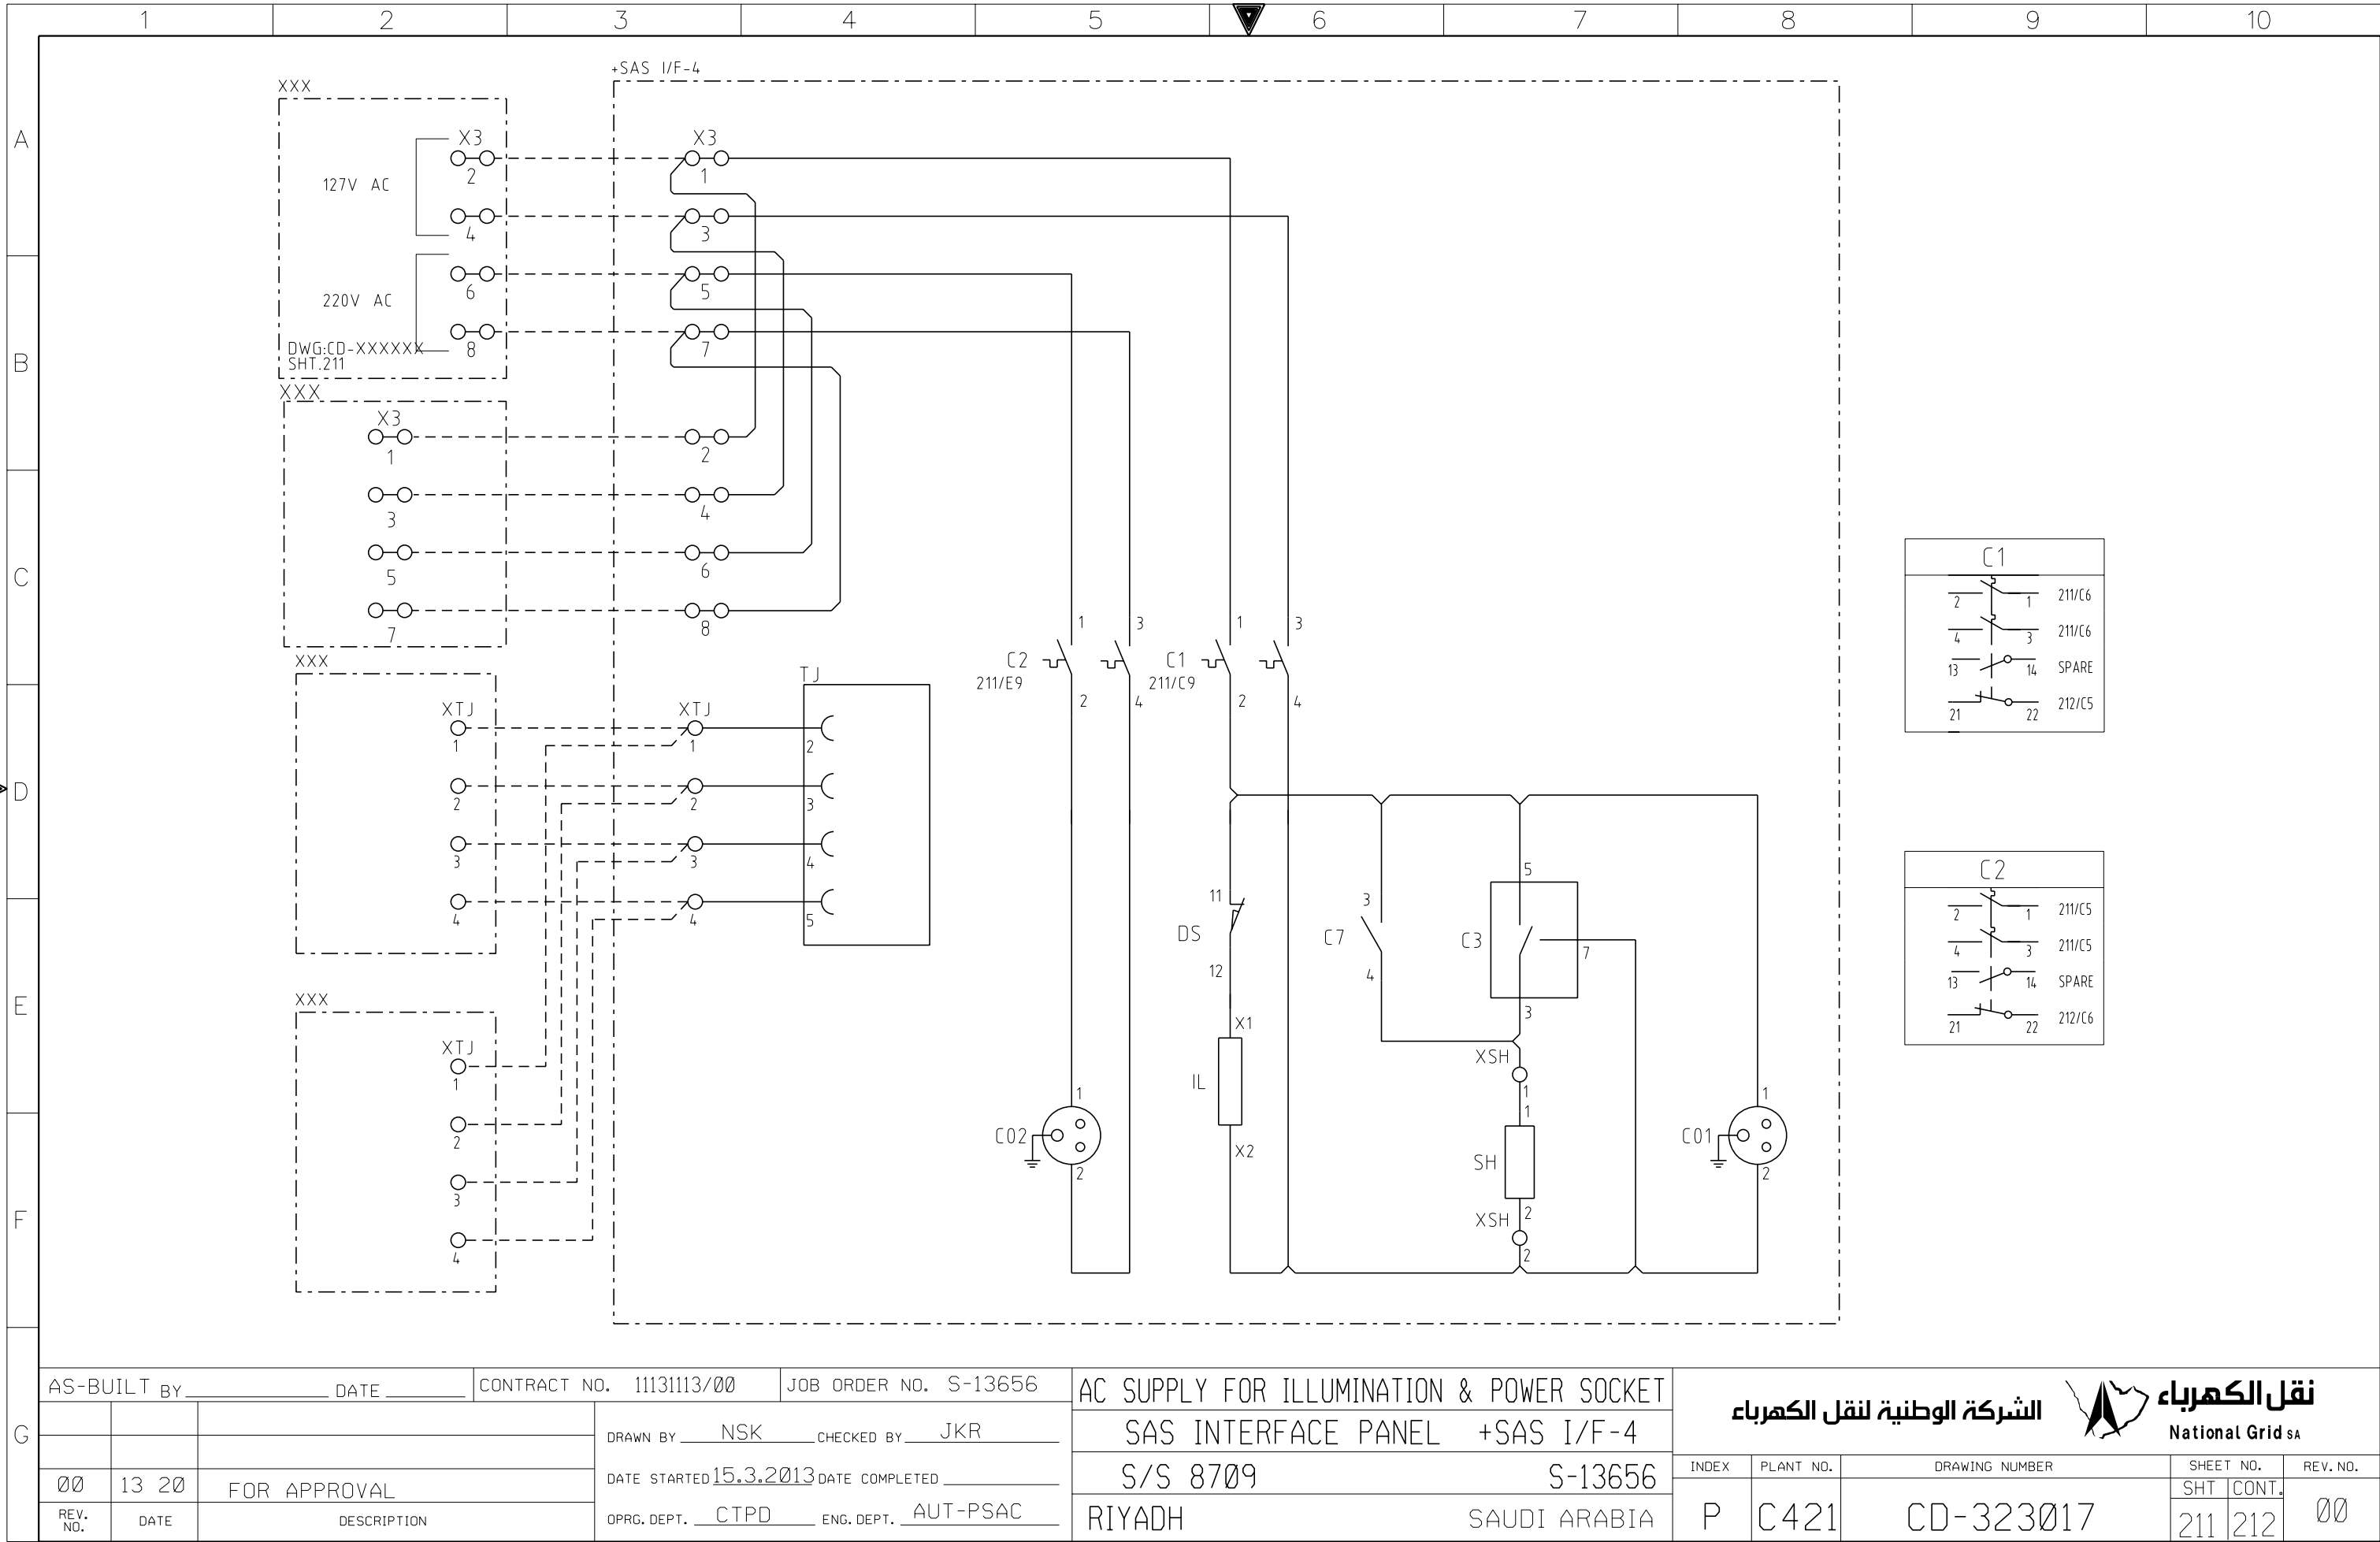 1 2 3 4 5 6 7 8 9 10
A
B
C
D
E
F
G
+SAS I/F-4
XXX
X3
2
127V AC
4
6
220V AC
8
DWG:CD-XXXXXX
SHT.211
X3
1
3
5
7
XXX
X3
1
3
5
7
2
4
6
8
XXX
XTJ
1
2
3
4
XTJ
1
2
3
4
TJ
2
3
4
5
XXX
XTJ
1
2
3
4
C2
211/E9
1
2
3
4
C1
211/C9
1
2
3
4
C02
1
2
DS
11
12
IL
X1
X2
C7
3
4
C3
5
7
3
XSH
1
1
SH
2
XSH
2
C01
1
2
C1
2 1 211/C6
4 3 211/C6
13 14 SPARE
21 22 212/C5
C2
2 1 211/C5
4 3 211/C5
13 14 SPARE
21 22 212/C6
AS-BUILT BY DATE
CONTRACT NO. 11131113/00
JOB ORDER NO. S-13656
DRAWN BY NSK CHECKED BY JKR
DATE STARTED 15.3.2013 DATE COMPLETED
OPRG. DEPT. CTPD ENG. DEPT. AUT-PSAC
00 13 20 FOR APPROVAL
REV. NO. DATE DESCRIPTION
AC SUPPLY FOR ILLUMINATION & POWER SOCKET
SAS INTERFACE PANEL +SAS I/F-4
S/S 8709 S-13656
RIYADH SAUDI ARABIA
الشركة الوطنية لنقل الكهرباء
نقل الكهرباء
National Grid SA
INDEX PLANT NO. DRAWING NUMBER SHEET NO. REV. NO.
SHT CONT.
P C421 CD-323017 211 212 00